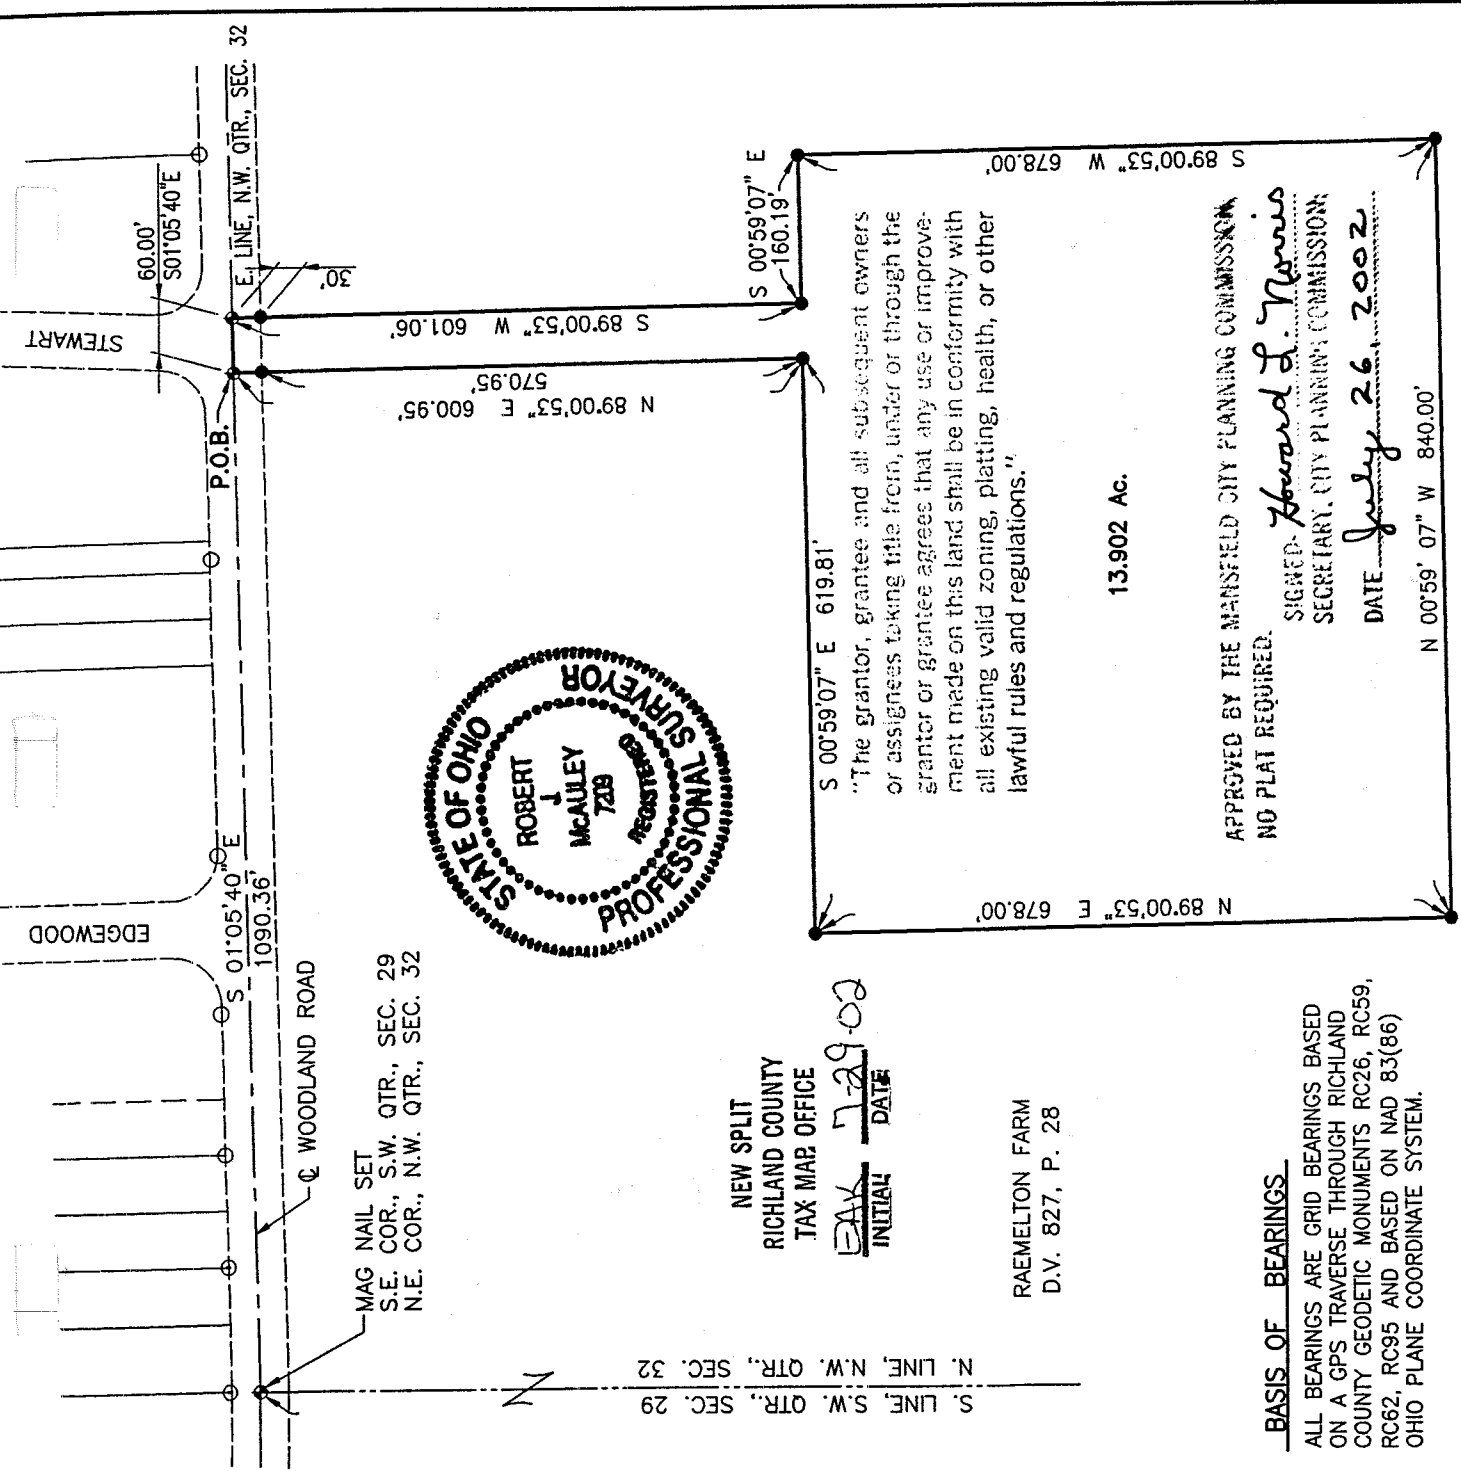 60.00'
S01°05'40"E
E. LINE, N.W. QTR., SEC. 32
30'
STEWART
P.O.B.
S 89°00'53" W 601.06'
570.95'
N 89°00'53" E 600.95'
S 00°59'07" E
160.19'
S 89°00'53" W 678.00'
S 00°59'07" E 619.81'
"The grantor, grantee and all subsequent owners
or assignees taking title from, under or through the
grantor or grantee agrees that any use or improve-
ment made on this land shall be in conformity with
all existing valid zoning, platting, health, or other
lawful rules and regulations."
13.902 Ac.
APPROVED BY THE MANSFIELD CITY PLANNING COMMISSION
NO PLAT REQUIRED.
SIGNED Howard L. Norris
SECRETARY, CITY PLANNING COMMISSION
DATE July 26, 2002
N 00°59' 07" W 840.00'
N 89°00'53" E 678.00'
STATE OF OHIO
ROBERT
J
McAULEY
7209
REGISTERED
PROFESSIONAL SURVEYOR
EDGEWOOD
S 01°05'40" E
1090.36'
℄ WOODLAND ROAD
MAG NAIL SET
S.E. COR., S.W. QTR., SEC. 29
N.E. COR., N.W. QTR., SEC. 32
NEW SPLIT
RICHLAND COUNTY
TAX MAP OFFICE
EAK 7-29-02
INITIAL DATE
RAEMELTON FARM
D.V. 827, P. 28
N. LINE, N.W. QTR., SEC. 32
S. LINE, S.W. QTR., SEC. 29
BASIS OF BEARINGS
ALL BEARINGS ARE GRID BEARINGS BASED
ON A GPS TRAVERSE THROUGH RICHLAND
COUNTY GEODETIC MONUMENTS RC26, RC59,
RC62, RC95 AND BASED ON NAD 83(86)
OHIO PLANE COORDINATE SYSTEM.